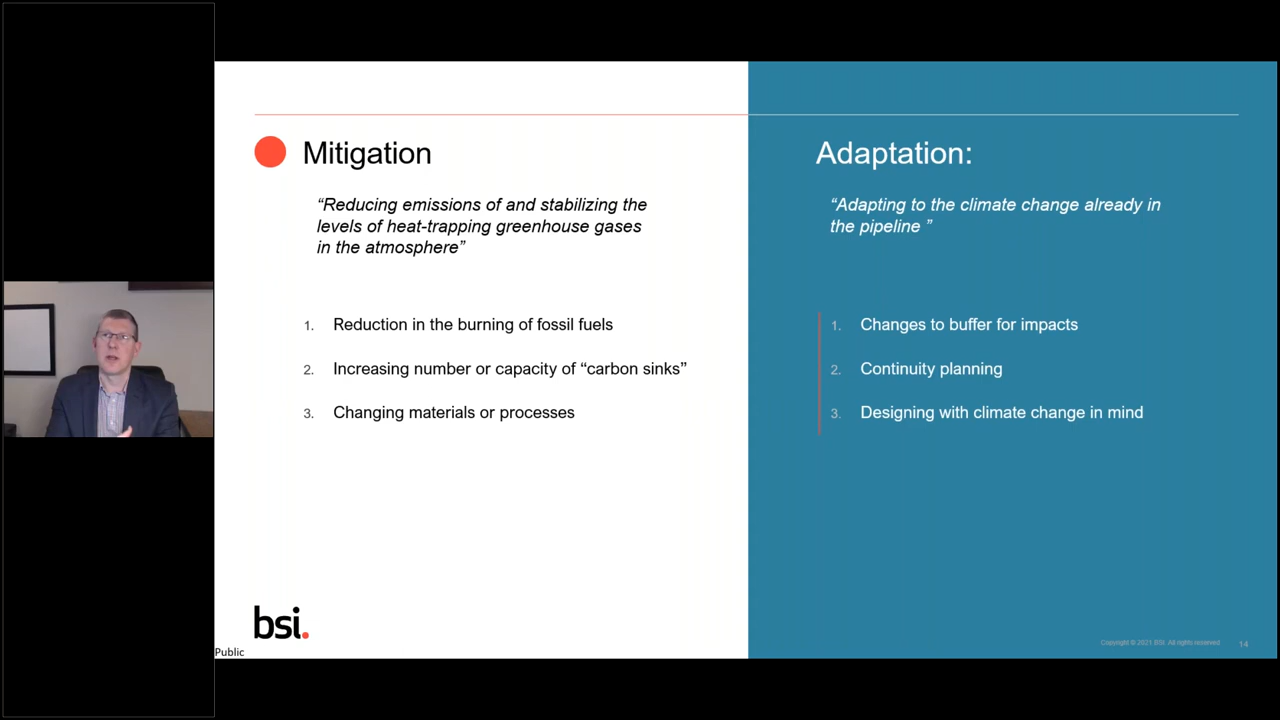 Mitigation
“Reducing emissions of and stabilizing the
levels of heat-trapping greenhouse gases
in the atmosphere”
1. Reduction in the burning of fossil fuels
2. Increasing number or capacity of “carbon sinks”
3. Changing materials or processes
Adaptation:
“Adapting to the climate change already in
the pipeline ”
1. Changes to buffer for impacts
2. Continuity planning
3. Designing with climate change in mind
bsi.
Public
Copyright © 2021 BSI. All rights reserved
14